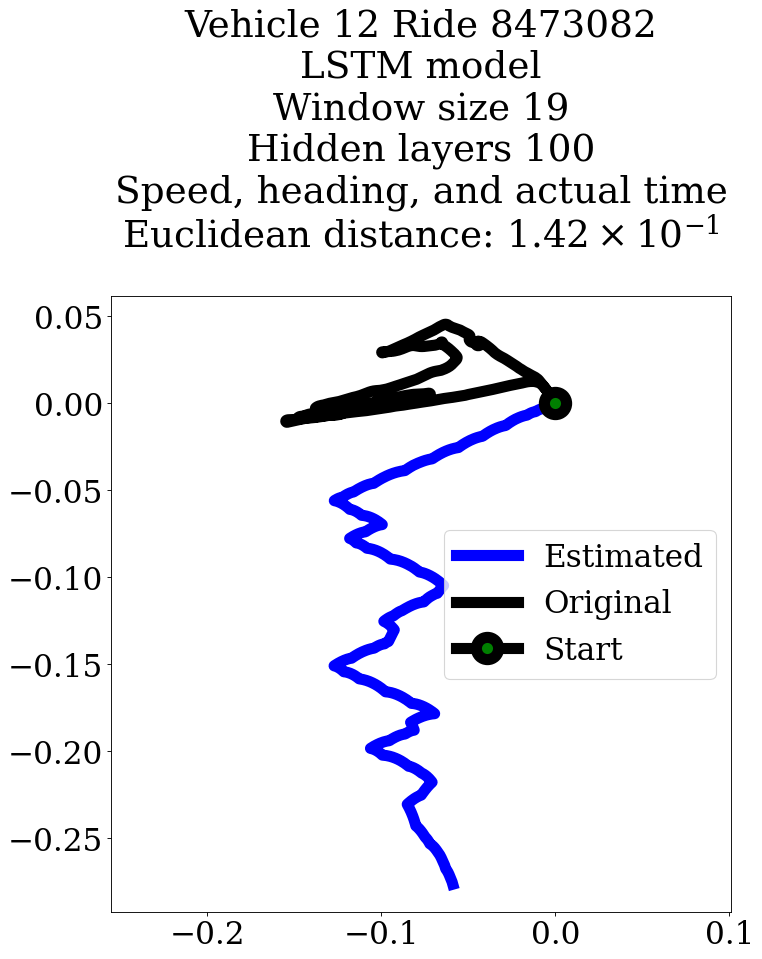 Vehicle 12 Ride 8473082
LSTM model
Window size 19
Hidden layers 100
Speed, heading, and actual time
Euclidean distance: 1.42 × 10⁻¹
0.05
0.00
−0.05
−0.10
−0.15
−0.20
−0.25
Estimated
Original
Start
−0.2 −0.1 0.0 0.1